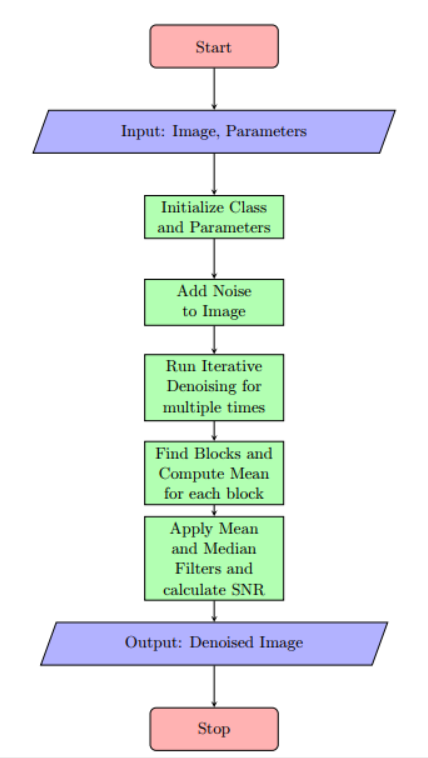 Start
Input: Image, Parameters
Initialize Class
and Parameters
Add Noise
to Image
Run Iterative
Denoising for
multiple times
Find Blocks and
Compute Mean
for each block
Apply Mean
and Median
Filters and
calculate SNR
Output: Denoised Image
Stop